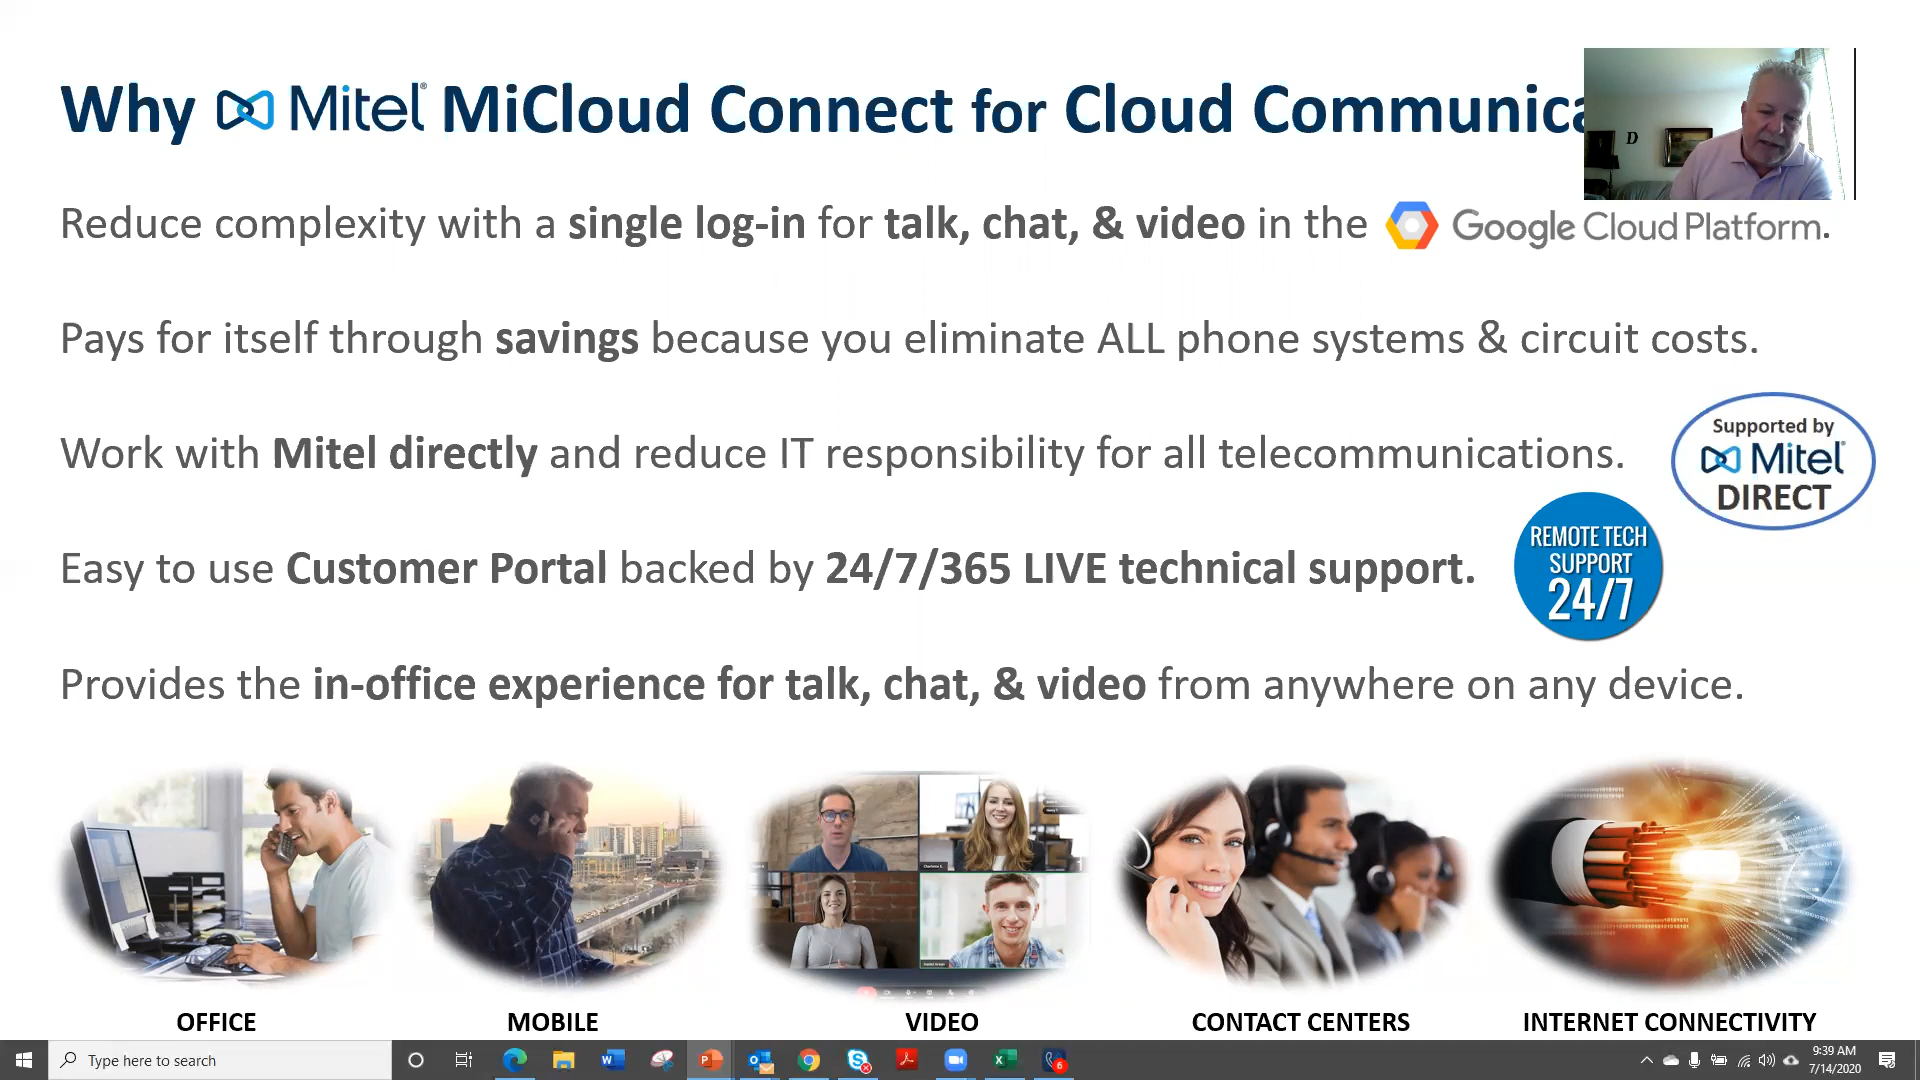 Why Mitel® MiCloud Connect for Cloud Communica
D
Reduce complexity with a single log-in for talk, chat, & video in the Google Cloud Platform.
Pays for itself through savings because you eliminate ALL phone systems & circuit costs.
Work with Mitel directly and reduce IT responsibility for all telecommunications.
Supported by
Mitel
DIRECT
Easy to use Customer Portal backed by 24/7/365 LIVE technical support.
REMOTE TECH
SUPPORT
24/7
Provides the in-office experience for talk, chat, & video from anywhere on any device.
OFFICE
MOBILE
VIDEO
CONTACT CENTERS
INTERNET CONNECTIVITY
Type here to search
9:39 AM
7/14/2020